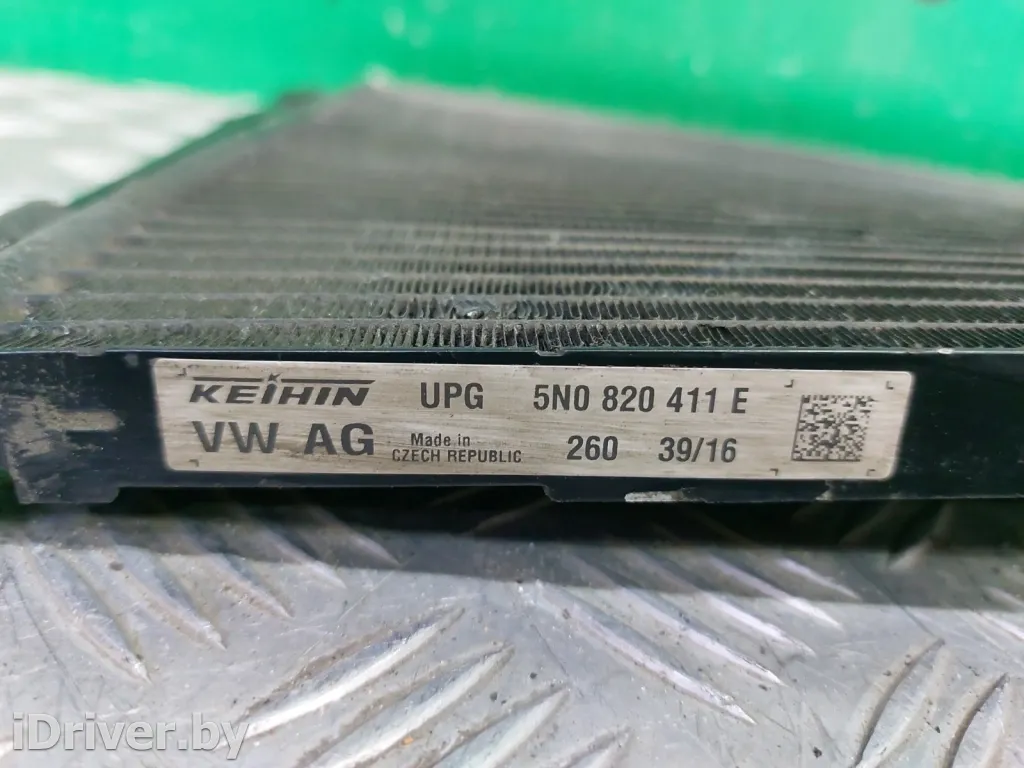 KEIHIN UPG 5N0 820 411 E
VW AG Made in CZECH REPUBLIC 260 39/16
iDriver.by